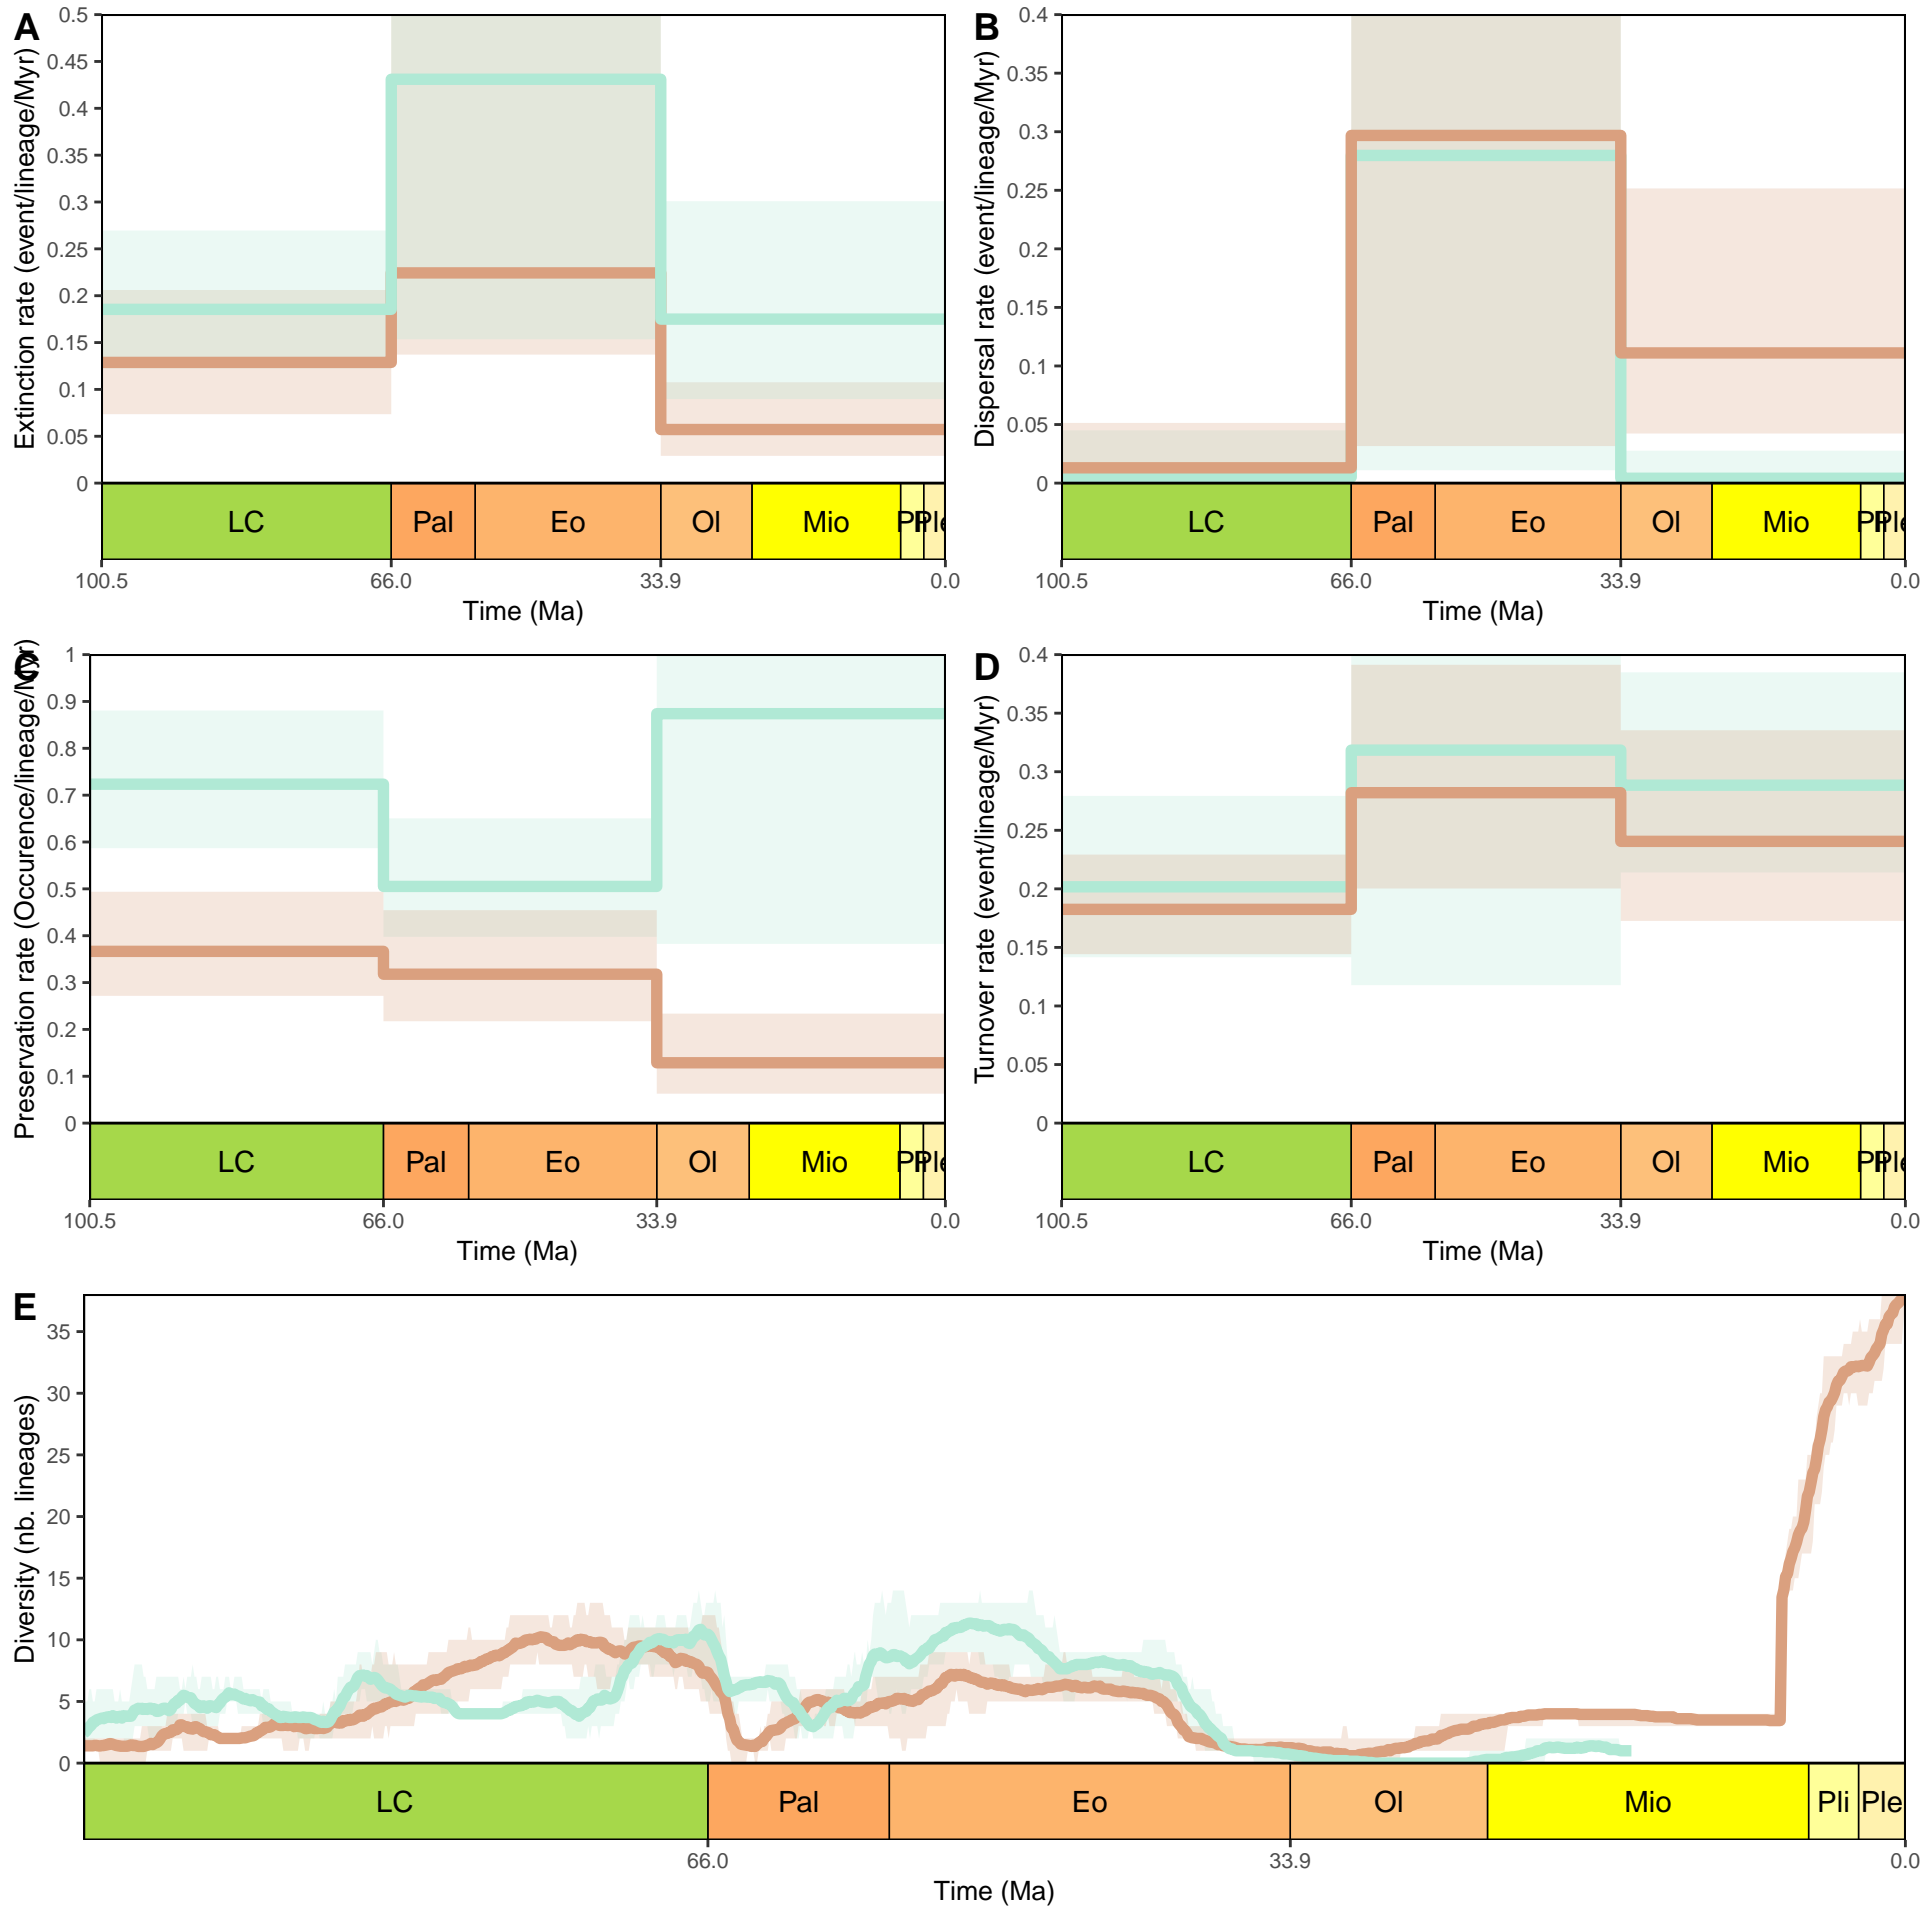 A
Extinction rate (event/lineage/Myr)
0.5
0.45
0.4
0.35
0.3
0.25
0.2
0.15
0.1
0.05
0
LC Pal Eo Ol Mio Pli Ple
100.5 66.0 33.9 0.0
Time (Ma)
B
Dispersal rate (event/lineage/Myr)
0.4
0.35
0.3
0.25
0.2
0.15
0.1
0.05
0
LC Pal Eo Ol Mio Pli Ple
100.5 66.0 33.9 0.0
Time (Ma)
C
Preservation rate (Occurence/lineage/Myr)
1
0.9
0.8
0.7
0.6
0.5
0.4
0.3
0.2
0.1
0
LC Pal Eo Ol Mio Pli Ple
100.5 66.0 33.9 0.0
Time (Ma)
D
Turnover rate (event/lineage/Myr)
0.4
0.35
0.3
0.25
0.2
0.15
0.1
0.05
0
LC Pal Eo Ol Mio Pli Ple
100.5 66.0 33.9 0.0
Time (Ma)
E
Diversity (nb. lineages)
35
30
25
20
15
10
5
0
LC Pal Eo Ol Mio Pli Ple
66.0 33.9 0.0
Time (Ma)